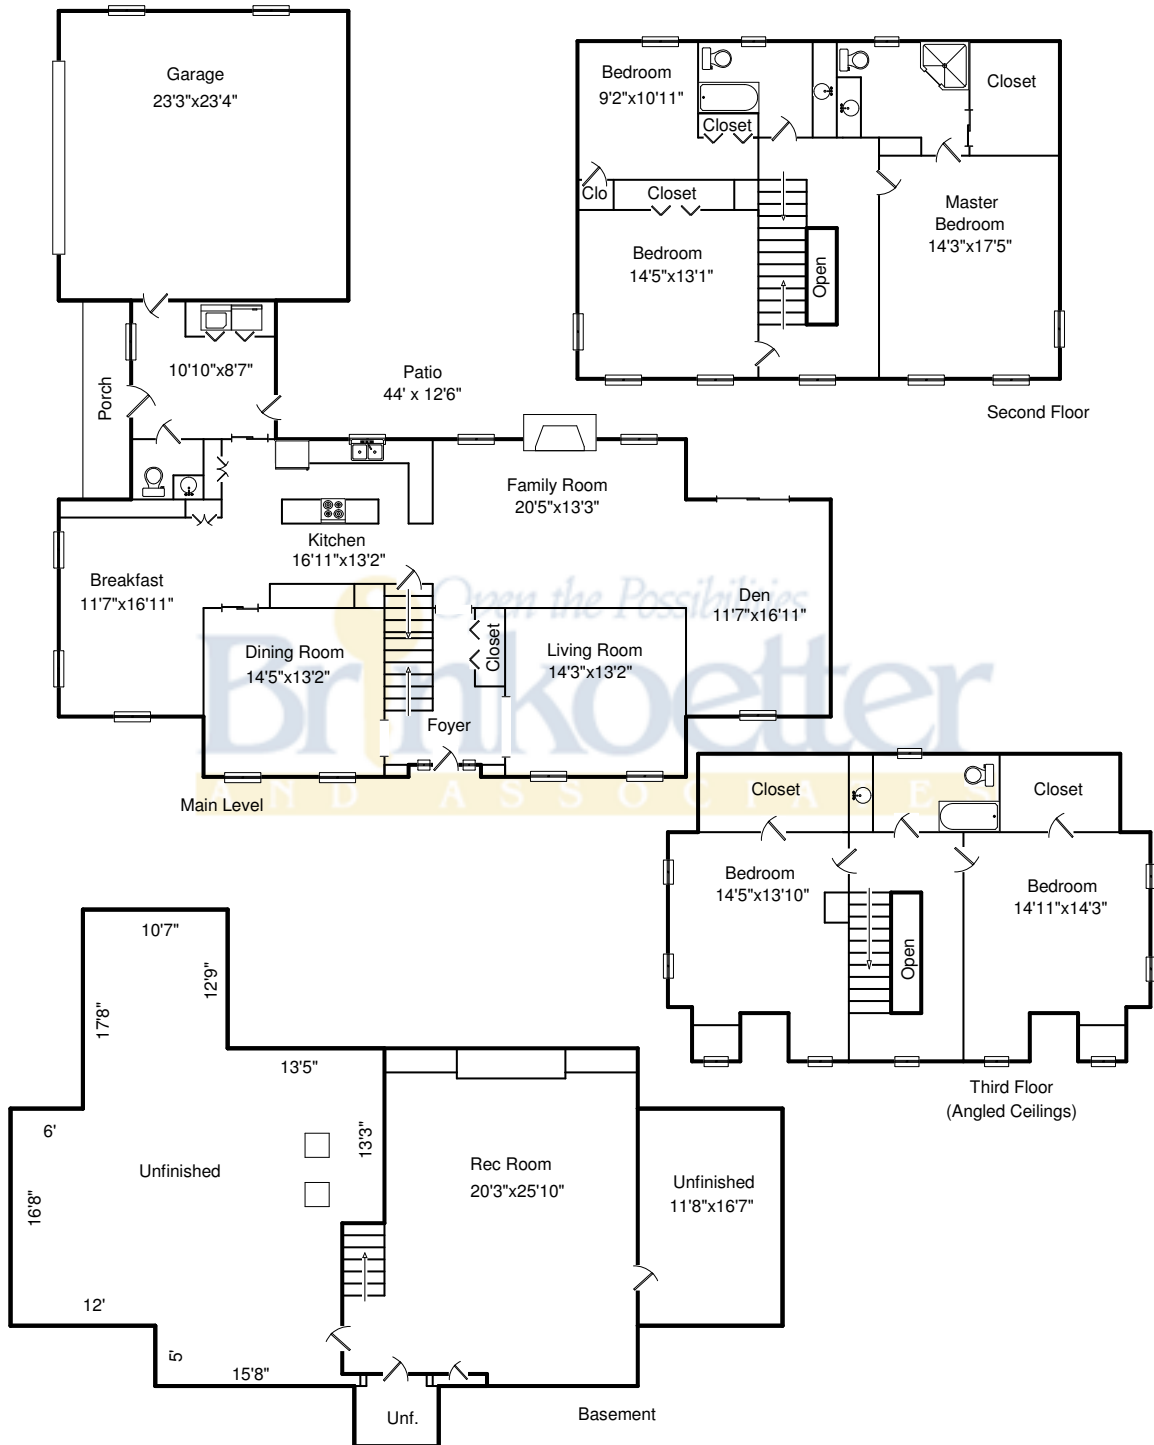 Garage
23'3"x23'4"
Bedroom
9'2"x10'11"
Closet
Closet
Clo
Closet
Master
Bedroom
14'3"x17'5"
Bedroom
14'5"x13'1"
Open
Second Floor
10'10"x8'7"
Porch
Patio
44' x 12'6"
Family Room
20'5"x13'3"
Kitchen
16'11"x13'2"
Breakfast
11'7"x16'11"
Den
11'7"x16'11"
Open the Possibilities
Dining Room
14'5"x13'2"
Closet
Living Room
14'3"x13'2"
Brinkoetter
Foyer
AND ASSOCIATES
Main Level
Closet
Closet
Bedroom
14'5"x13'10"
Bedroom
14'11"x14'3"
Open
Third Floor
(Angled Ceilings)
10'7"
12'9"
17'8"
13'5"
6'
13'3"
Unfinished
Rec Room
20'3"x25'10"
Unfinished
11'8"x16'7"
16'8"
12'
5'
15'8"
Unf.
Basement